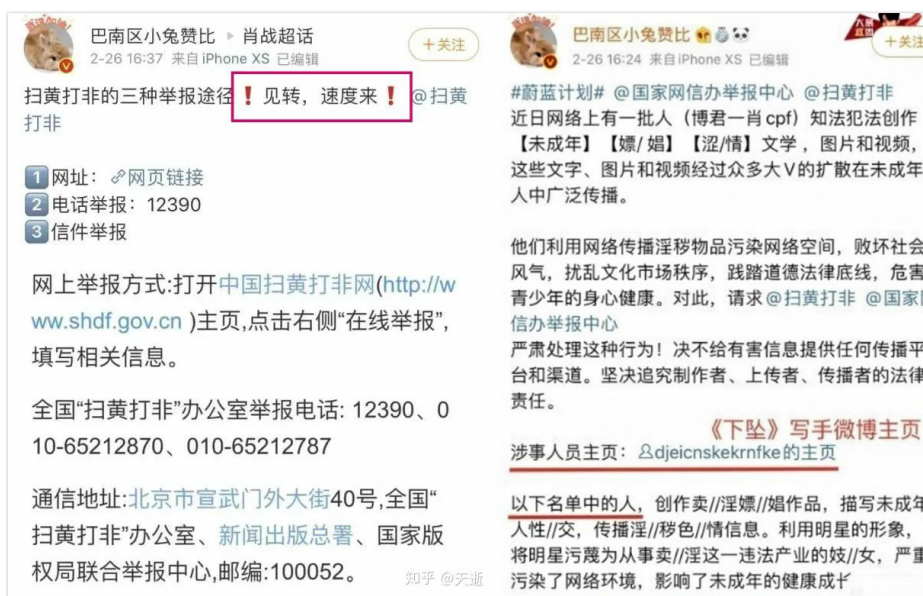 巴南区小兔赞比 肖战超话
2-26 16:37 来自iPhone XS 已编辑
+关注
扫黄打非的三种举报途径❗见转，速度来❗@扫黄
打非
1 网址： 网页链接
2 电话举报：12390
3 信件举报
网上举报方式:打开中国扫黄打非网(http://w
ww.shdf.gov.cn )主页,点击右侧“在线举报”,
填写相关信息。
全国“扫黄打非”办公室举报电话: 12390、0
10-65212870、010-65212787
通信地址:北京市宣武门外大街40号,全国“
扫黄打非”办公室、新闻出版总署、国家版
权局联合举报中心,邮编:100052。
知乎 @天逝
巴南区小兔赞比
2-26 16:24 来自iPhone XS 已编辑
+关注
#蔚蓝计划# @国家网信办举报中心 @扫黄打非
近日网络上有一批人（博君一肖cpf）知法犯法创作
【未成年】【嫖/娼】【涩/情】文学，图片和视频，
这些文字、图片和视频经过众多大V的扩散在未成年
人中广泛传播。
他们利用网络传播淫秽物品污染网络空间，败坏社会
风气，扰乱文化市场秩序，践踏道德法律底线，危害
青少年的身心健康。对此，请求@扫黄打非 @国家
信办举报中心
严肃处理这种行为！决不给有害信息提供任何传播平
台和渠道。坚决追究制作者、上传者、传播者的法律
责任。
《下坠》写手微博主页
涉事人员主页：djeicnskekrnfke的主页
以下名单中的人，创作卖//淫嫖//娼作品，描写未成年
人性//交，传播淫//秽色//情信息。利用明星的形象，
将明星污蔑为从事卖//淫这一违法产业的妓//女，严重
污染了网络环境，影响了未成年的健康成长